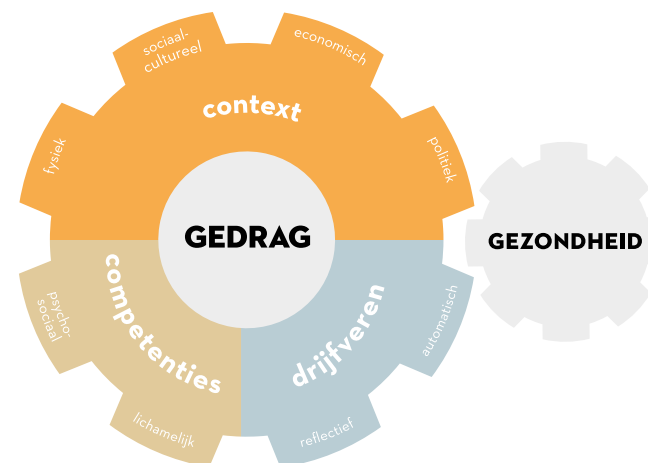 sociaal-
cultureel
economisch
context
fysiek
politiek
GEDRAG
GEZONDHEID
competenties
drijfveren
psycho-
sociaal
automatisch
lichamelijk
reflectief